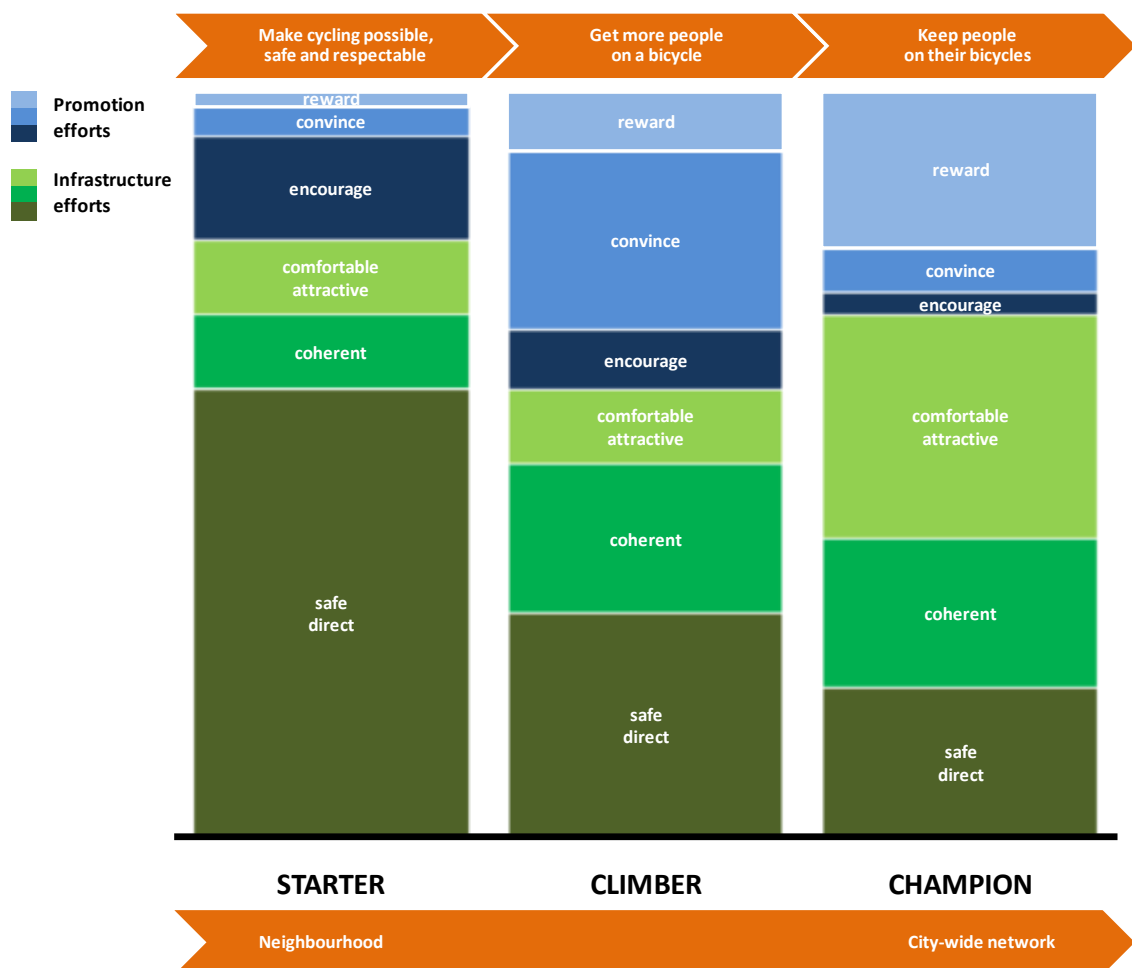 Make cycling possible,
safe and respectable
Get more people
on a bicycle
Keep people
on their bicycles
Promotion
efforts
Infrastructure
efforts
reward
convince
encourage
comfortable
attractive
coherent
safe
direct
reward
convince
encourage
comfortable
attractive
coherent
safe
direct
reward
convince
encourage
comfortable
attractive
coherent
safe
direct
STARTER
CLIMBER
CHAMPION
Neighbourhood
City-wide network